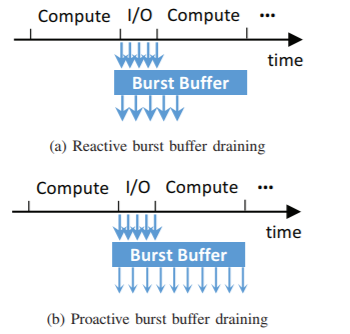 Compute I/O Compute •••
time
Burst Buffer
(a) Reactive burst buffer draining
Compute I/O Compute •••
time
Burst Buffer
(b) Proactive burst buffer draining